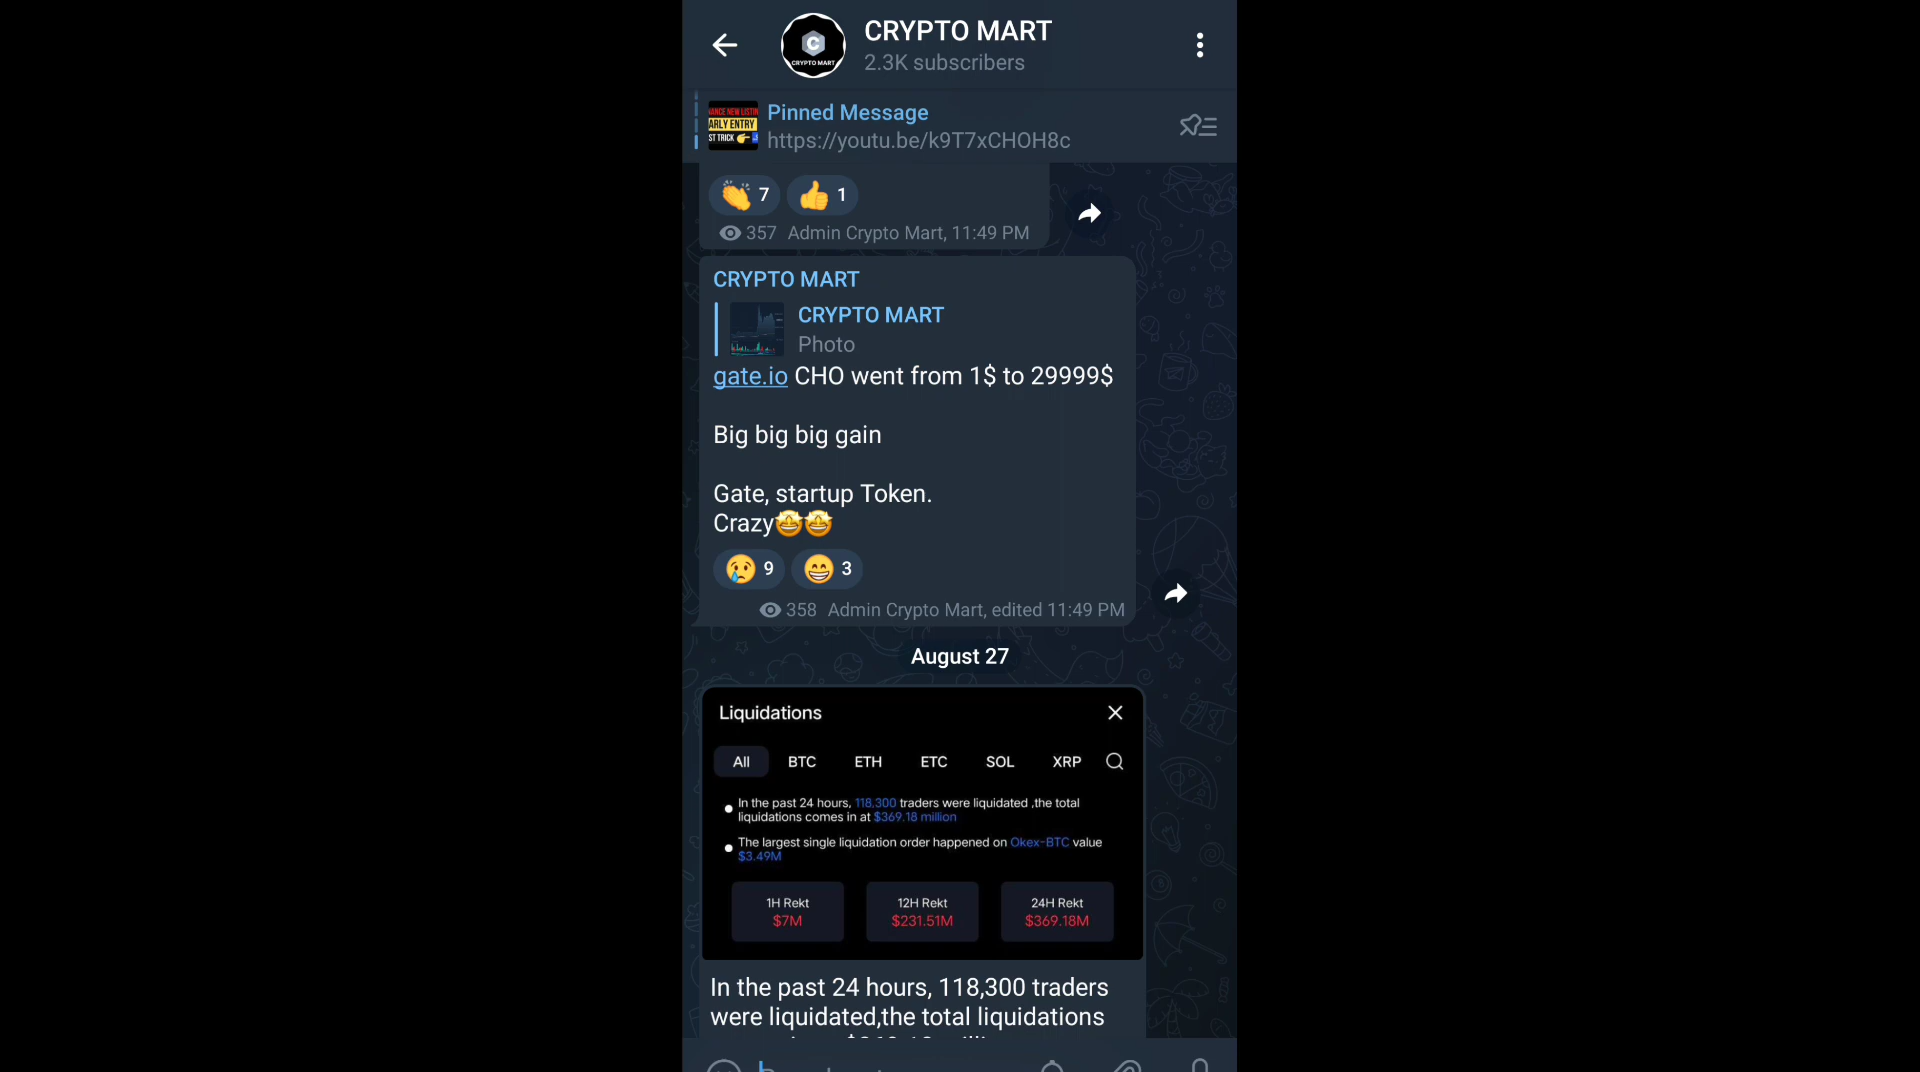 CRYPTO MART
2.3K subscribers
CRYPTO MART
Pinned Message
https://youtu.be/k9T7xCHOH8c
ARLY ENTRY
ST TRICK
7
1
357 Admin Crypto Mart, 11:49 PM
CRYPTO MART
CRYPTO MART
Photo
gate.io CHO went from 1$ to 29999$
Big big big gain
Gate, startup Token.
Crazy🤩🤩
9
3
358 Admin Crypto Mart, edited 11:49 PM
August 27
Liquidations
All BTC ETH ETC SOL XRP
In the past 24 hours, 118,300 traders were liquidated ,the total
liquidations comes in at $369.18 million
The largest single liquidation order happened on Okex-BTC value
$3.49M
1H Rekt 12H Rekt 24H Rekt
$7M $231.51M $369.18M
In the past 24 hours, 118,300 traders
were liquidated,the total liquidations